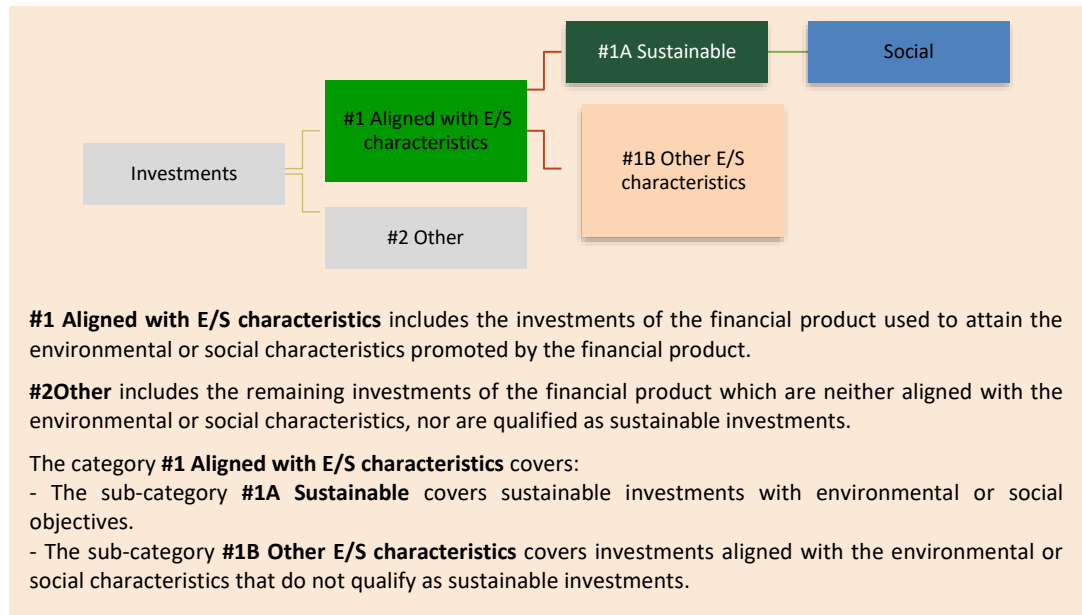 #1A Sustainable
Social
#1 Aligned with E/S
characteristics
#1B Other E/S
characteristics
Investments
#2 Other
#1 Aligned with E/S characteristics includes the investments of the financial product used to attain the
environmental or social characteristics promoted by the financial product.
#2Other includes the remaining investments of the financial product which are neither aligned with the
environmental or social characteristics, nor are qualified as sustainable investments.
The category #1 Aligned with E/S characteristics covers:
- The sub-category #1A Sustainable covers sustainable investments with environmental or social
objectives.
- The sub-category #1B Other E/S characteristics covers investments aligned with the environmental or
social characteristics that do not qualify as sustainable investments.